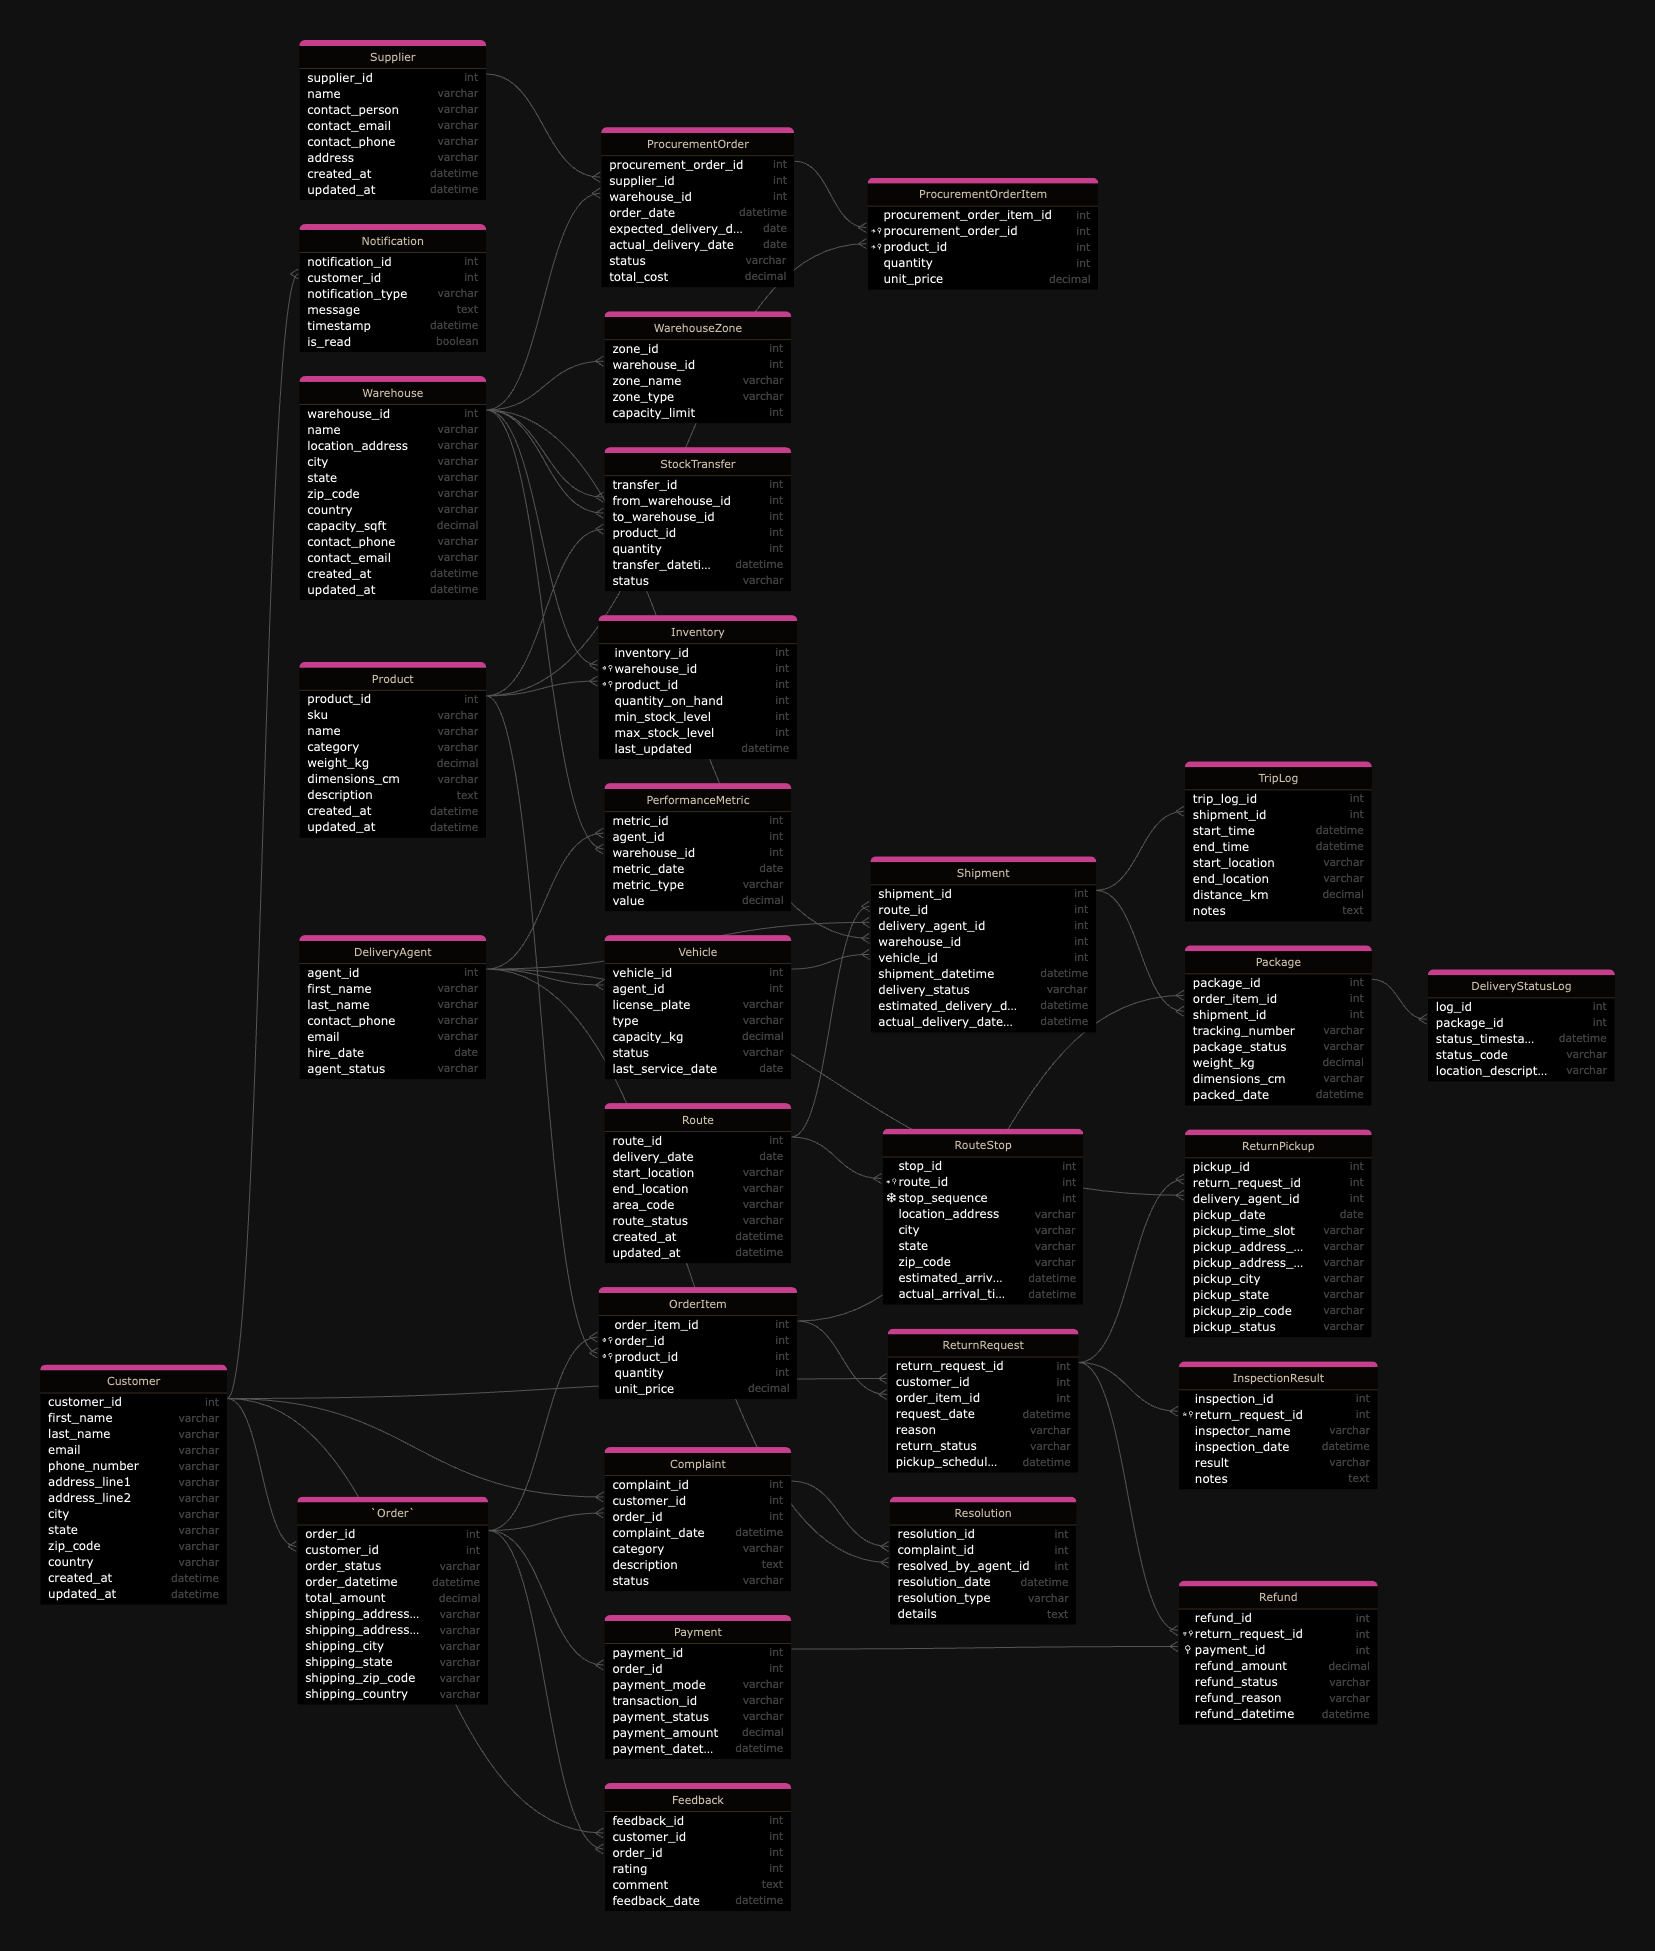 Supplier
supplier_id int
name varchar
contact_person varchar
contact_email varchar
contact_phone varchar
address varchar
created_at datetime
updated_at datetime
Notification
notification_id int
customer_id int
notification_type varchar
message text
timestamp datetime
is_read boolean
Warehouse
warehouse_id int
name varchar
location_address varchar
city varchar
state varchar
zip_code varchar
country varchar
capacity_sqft decimal
contact_phone varchar
contact_email varchar
created_at datetime
updated_at datetime
Product
product_id int
sku varchar
name varchar
category varchar
weight_kg decimal
dimensions_cm varchar
description text
created_at datetime
updated_at datetime
DeliveryAgent
agent_id int
first_name varchar
last_name varchar
contact_phone varchar
email varchar
hire_date date
agent_status varchar
Customer
customer_id int
first_name varchar
last_name varchar
email varchar
phone_number varchar
address_line1 varchar
address_line2 varchar
city varchar
state varchar
zip_code varchar
country varchar
created_at datetime
updated_at datetime
`Order`
order_id int
customer_id int
order_status varchar
order_datetime datetime
total_amount decimal
shipping_address... varchar
shipping_address... varchar
shipping_city varchar
shipping_state varchar
shipping_zip_code varchar
shipping_country varchar
ProcurementOrder
procurement_order_id int
supplier_id int
warehouse_id int
order_date datetime
expected_delivery_d... date
actual_delivery_date date
status varchar
total_cost decimal
ProcurementOrderItem
procurement_order_item_id int
procurement_order_id int
product_id int
quantity int
unit_price decimal
WarehouseZone
zone_id int
warehouse_id int
zone_name varchar
zone_type varchar
capacity_limit int
StockTransfer
transfer_id int
from_warehouse_id int
to_warehouse_id int
product_id int
quantity int
transfer_dateti... datetime
status varchar
Inventory
inventory_id int
warehouse_id int
product_id int
quantity_on_hand int
min_stock_level int
max_stock_level int
last_updated datetime
PerformanceMetric
metric_id int
agent_id int
warehouse_id int
metric_date date
metric_type varchar
value decimal
Vehicle
vehicle_id int
agent_id int
license_plate varchar
type varchar
capacity_kg decimal
status varchar
last_service_date date
Route
route_id int
delivery_date date
start_location varchar
end_location varchar
area_code varchar
route_status varchar
created_at datetime
updated_at datetime
OrderItem
order_item_id int
order_id int
product_id int
quantity int
unit_price decimal
Complaint
complaint_id int
customer_id int
order_id int
complaint_date datetime
category varchar
description text
status varchar
Payment
payment_id int
order_id int
payment_mode varchar
transaction_id varchar
payment_status varchar
payment_amount decimal
payment_datet... datetime
Feedback
feedback_id int
customer_id int
order_id int
rating int
comment text
feedback_date datetime
Shipment
shipment_id int
route_id int
delivery_agent_id int
warehouse_id int
vehicle_id int
shipment_datetime datetime
delivery_status varchar
estimated_delivery_d... datetime
actual_delivery_date... datetime
RouteStop
stop_id int
route_id int
stop_sequence int
location_address varchar
city varchar
state varchar
zip_code varchar
estimated_arriv... datetime
actual_arrival_ti... datetime
ReturnRequest
return_request_id int
customer_id int
order_item_id int
request_date datetime
reason varchar
return_status varchar
pickup_schedul... datetime
Resolution
resolution_id int
complaint_id int
resolved_by_agent_id int
resolution_date datetime
resolution_type varchar
details text
TripLog
trip_log_id int
shipment_id int
start_time datetime
end_time datetime
start_location varchar
end_location varchar
distance_km decimal
notes text
Package
package_id int
order_item_id int
shipment_id int
tracking_number varchar
package_status varchar
weight_kg decimal
dimensions_cm varchar
packed_date datetime
DeliveryStatusLog
log_id int
package_id int
status_timesta... datetime
status_code varchar
location_descript... varchar
ReturnPickup
pickup_id int
return_request_id int
delivery_agent_id int
pickup_date date
pickup_time_slot varchar
pickup_address_... varchar
pickup_address_... varchar
pickup_city varchar
pickup_state varchar
pickup_zip_code varchar
pickup_status varchar
InspectionResult
inspection_id int
return_request_id int
inspector_name varchar
inspection_date datetime
result varchar
notes text
Refund
refund_id int
return_request_id int
payment_id int
refund_amount decimal
refund_status varchar
refund_reason varchar
refund_datetime datetime